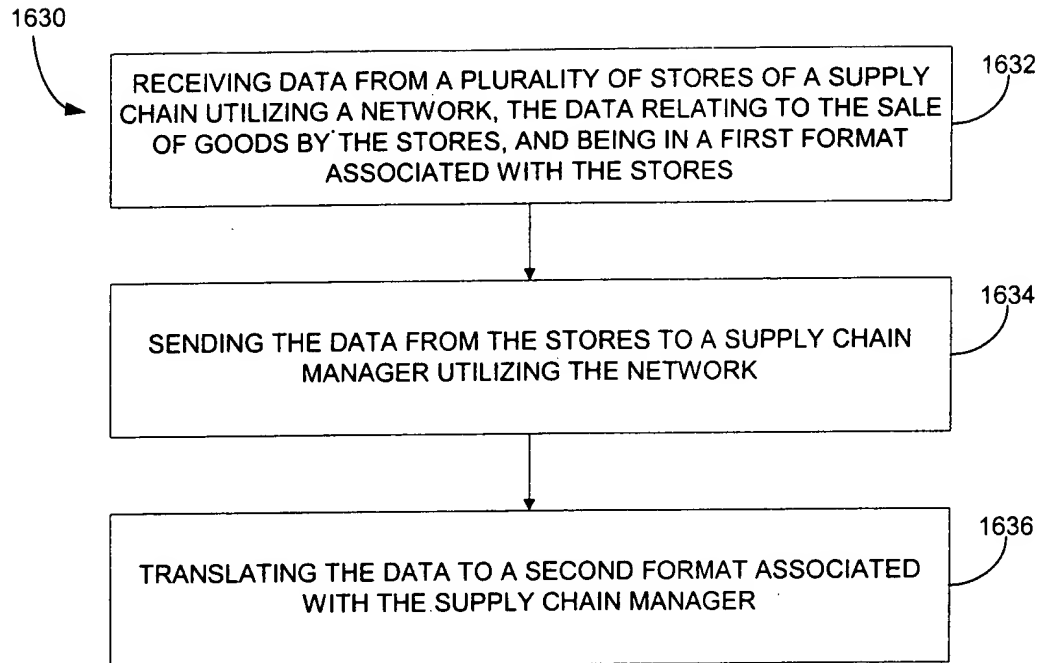 1630
1632
RECEIVING DATA FROM A PLURALITY OF STORES OF A SUPPLY
CHAIN UTILIZING A NETWORK, THE DATA RELATING TO THE SALE
OF GOODS BY THE STORES, AND BEING IN A FIRST FORMAT
ASSOCIATED WITH THE STORES
1634
SENDING THE DATA FROM THE STORES TO A SUPPLY CHAIN
MANAGER UTILIZING THE NETWORK
1636
TRANSLATING THE DATA TO A SECOND FORMAT ASSOCIATED
WITH THE SUPPLY CHAIN MANAGER